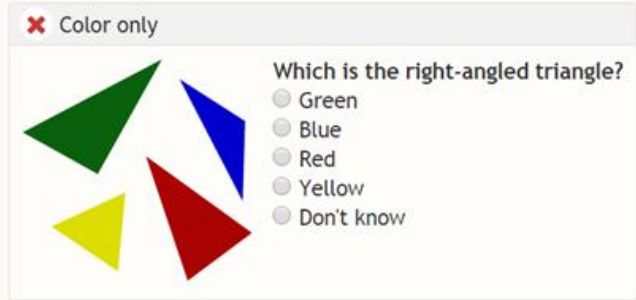 Color only
Which is the right-angled triangle?
Green
Blue
Red
Yellow
Don't know